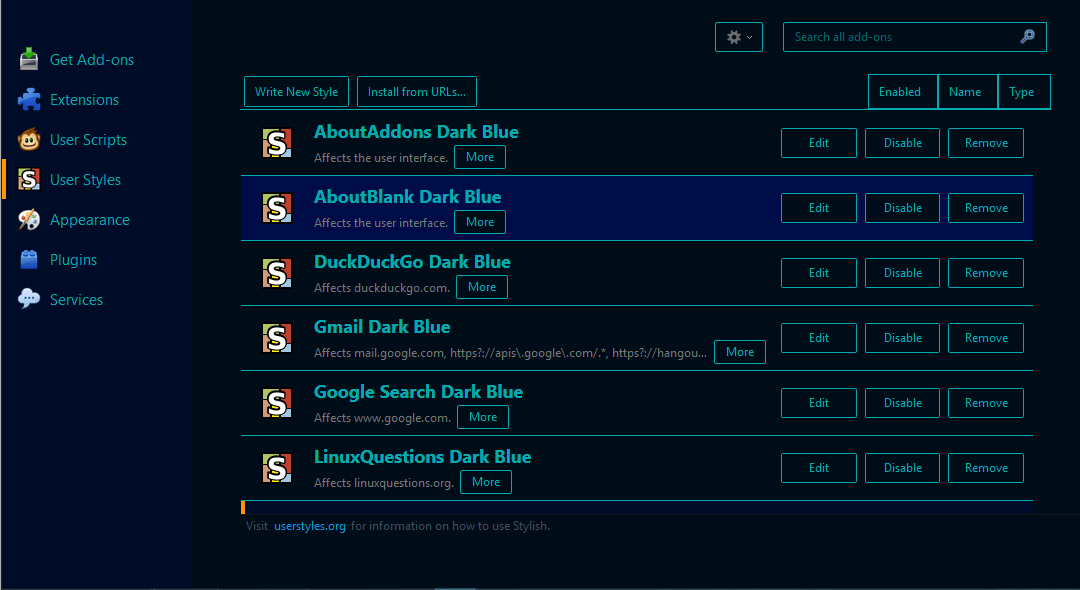 Search all add-ons
Get Add-ons
Extensions
User Scripts
User Styles
Appearance
Plugins
Services
Write New Style Install from URLs... Enabled Name Type
S AboutAddons Dark Blue
Affects the user interface. More Edit Disable Remove
S AboutBlank Dark Blue
Affects the user interface. More Edit Disable Remove
S DuckDuckGo Dark Blue
Affects duckduckgo.com. More Edit Disable Remove
S Gmail Dark Blue
Affects mail.google.com, https?://apis\.google\.com/.*, https?://hangou... More Edit Disable Remove
S Google Search Dark Blue
Affects www.google.com. More Edit Disable Remove
S LinuxQuestions Dark Blue
Affects linuxquestions.org. More Edit Disable Remove
Visit userstyles.org for information on how to use Stylish.